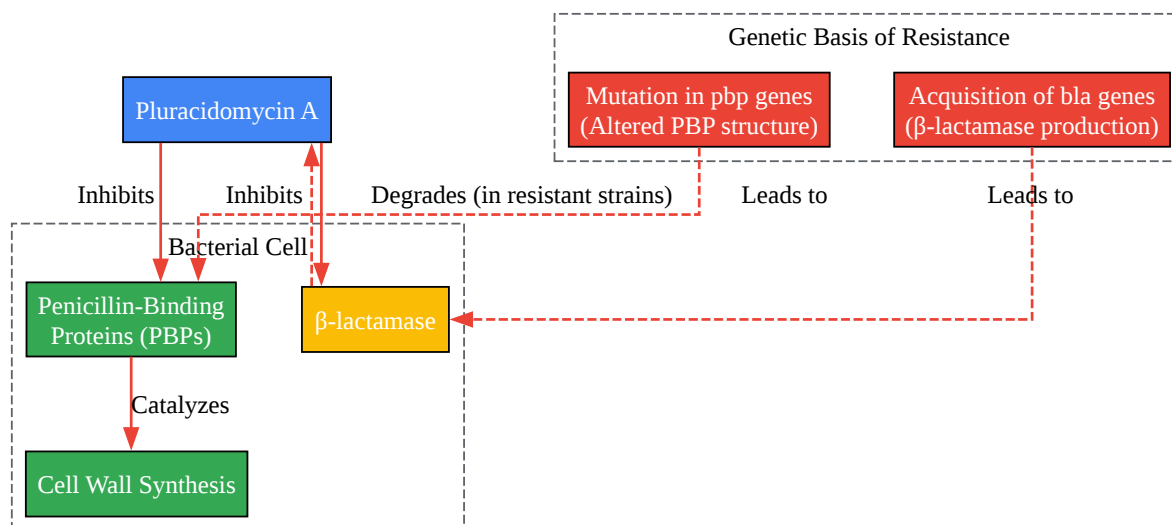 Genetic Basis of Resistance
Pluracidomycin A
Mutation in pbp genes
(Altered PBP structure)
Acquisition of bla genes
(β-lactamase production)
Inhibits
Inhibits
Degrades (in resistant strains)
Leads to
Leads to
Bacterial Cell
Penicillin-Binding
Proteins (PBPs)
β-lactamase
Catalyzes
Cell Wall Synthesis